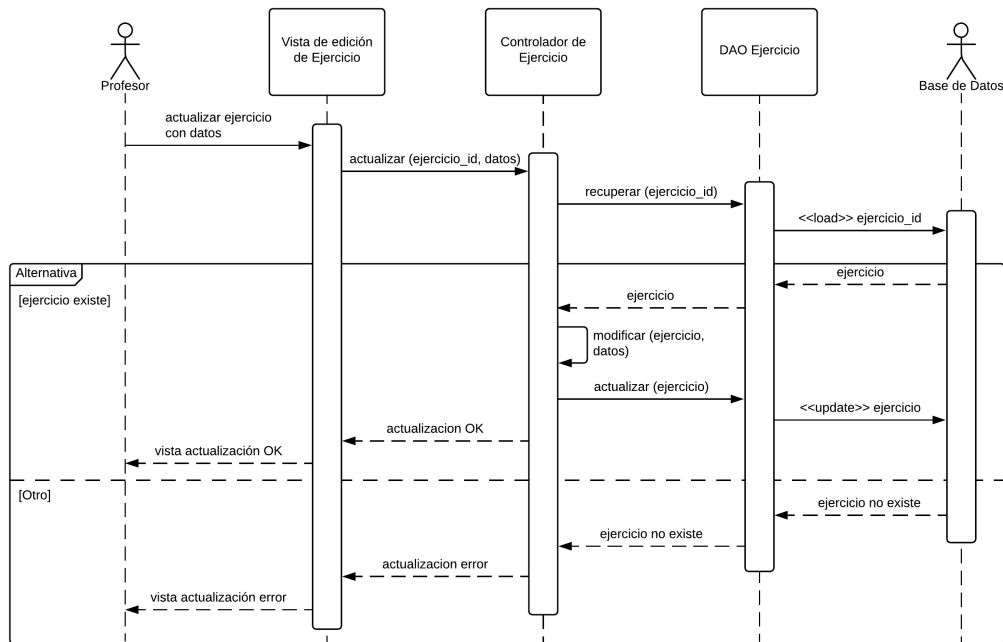 Vista de edición
de Ejercicio
Controlador de
Ejercicio
DAO Ejercicio
Profesor
Base de Datos
actualizar ejercicio
con datos
actualizar (ejercicio_id, datos)
recuperar (ejercicio_id)
<<load>> ejercicio_id
Alternativa
[ejercicio existe]
ejercicio
ejercicio
modificar (ejercicio,
datos)
actualizar (ejercicio)
<<update>> ejercicio
actualizacion OK
vista actualización OK
[Otro]
ejercicio no existe
ejercicio no existe
actualizacion error
vista actualización error